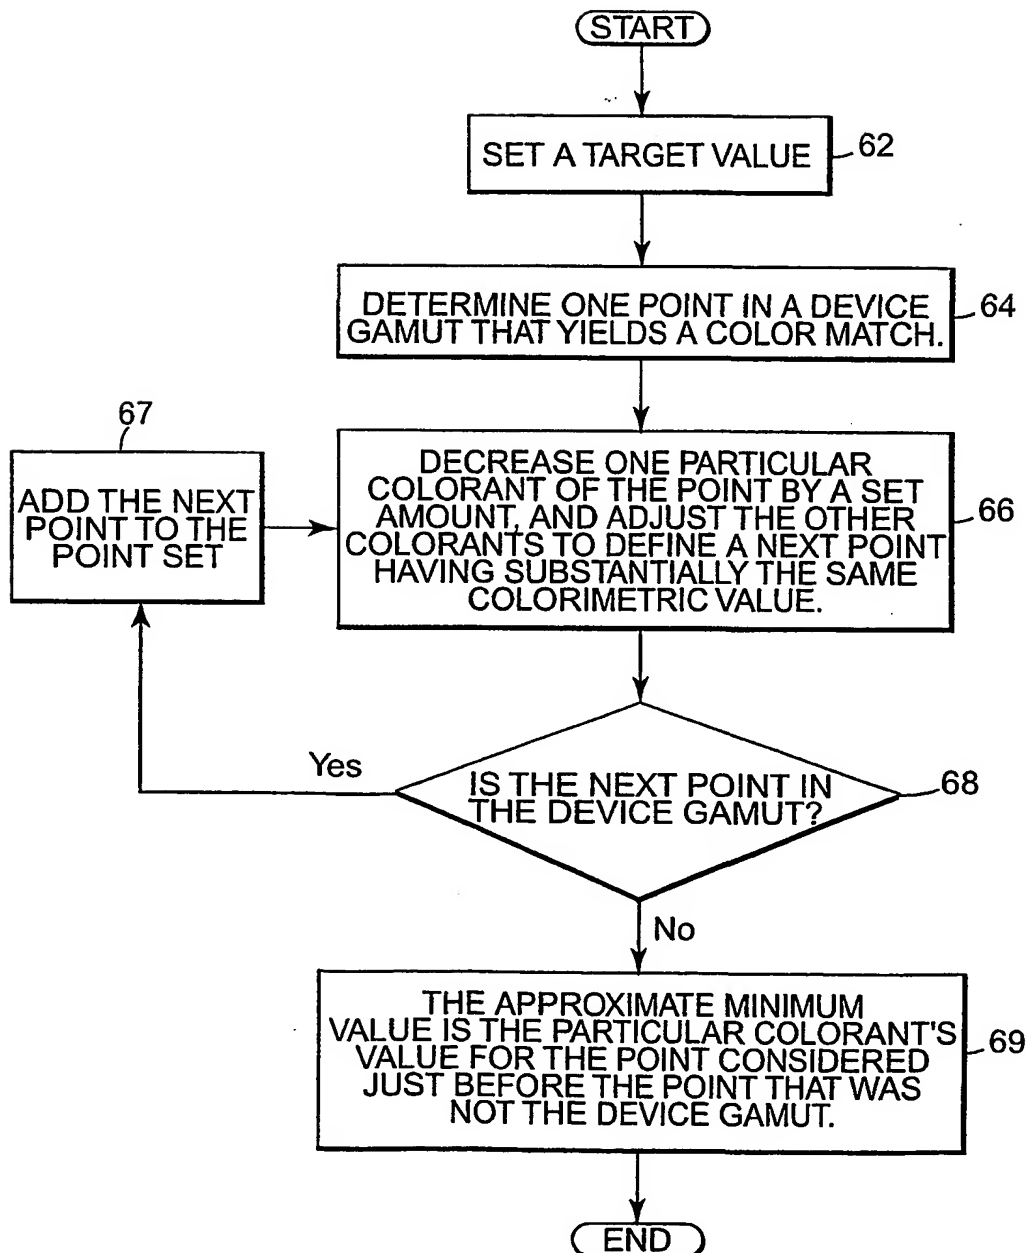 START
SET A TARGET VALUE
62
DETERMINE ONE POINT IN A DEVICE
GAMUT THAT YIELDS A COLOR MATCH.
64
67
ADD THE NEXT
POINT TO THE
POINT SET
DECREASE ONE PARTICULAR
COLORANT OF THE POINT BY A SET
AMOUNT, AND ADJUST THE OTHER
COLORANTS TO DEFINE A NEXT POINT
HAVING SUBSTANTIALLY THE SAME
COLORIMETRIC VALUE.
66
Yes
IS THE NEXT POINT IN
THE DEVICE GAMUT?
68
No
THE APPROXIMATE MINIMUM
VALUE IS THE PARTICULAR COLORANT'S
VALUE FOR THE POINT CONSIDERED
JUST BEFORE THE POINT THAT WAS
NOT THE DEVICE GAMUT.
69
END